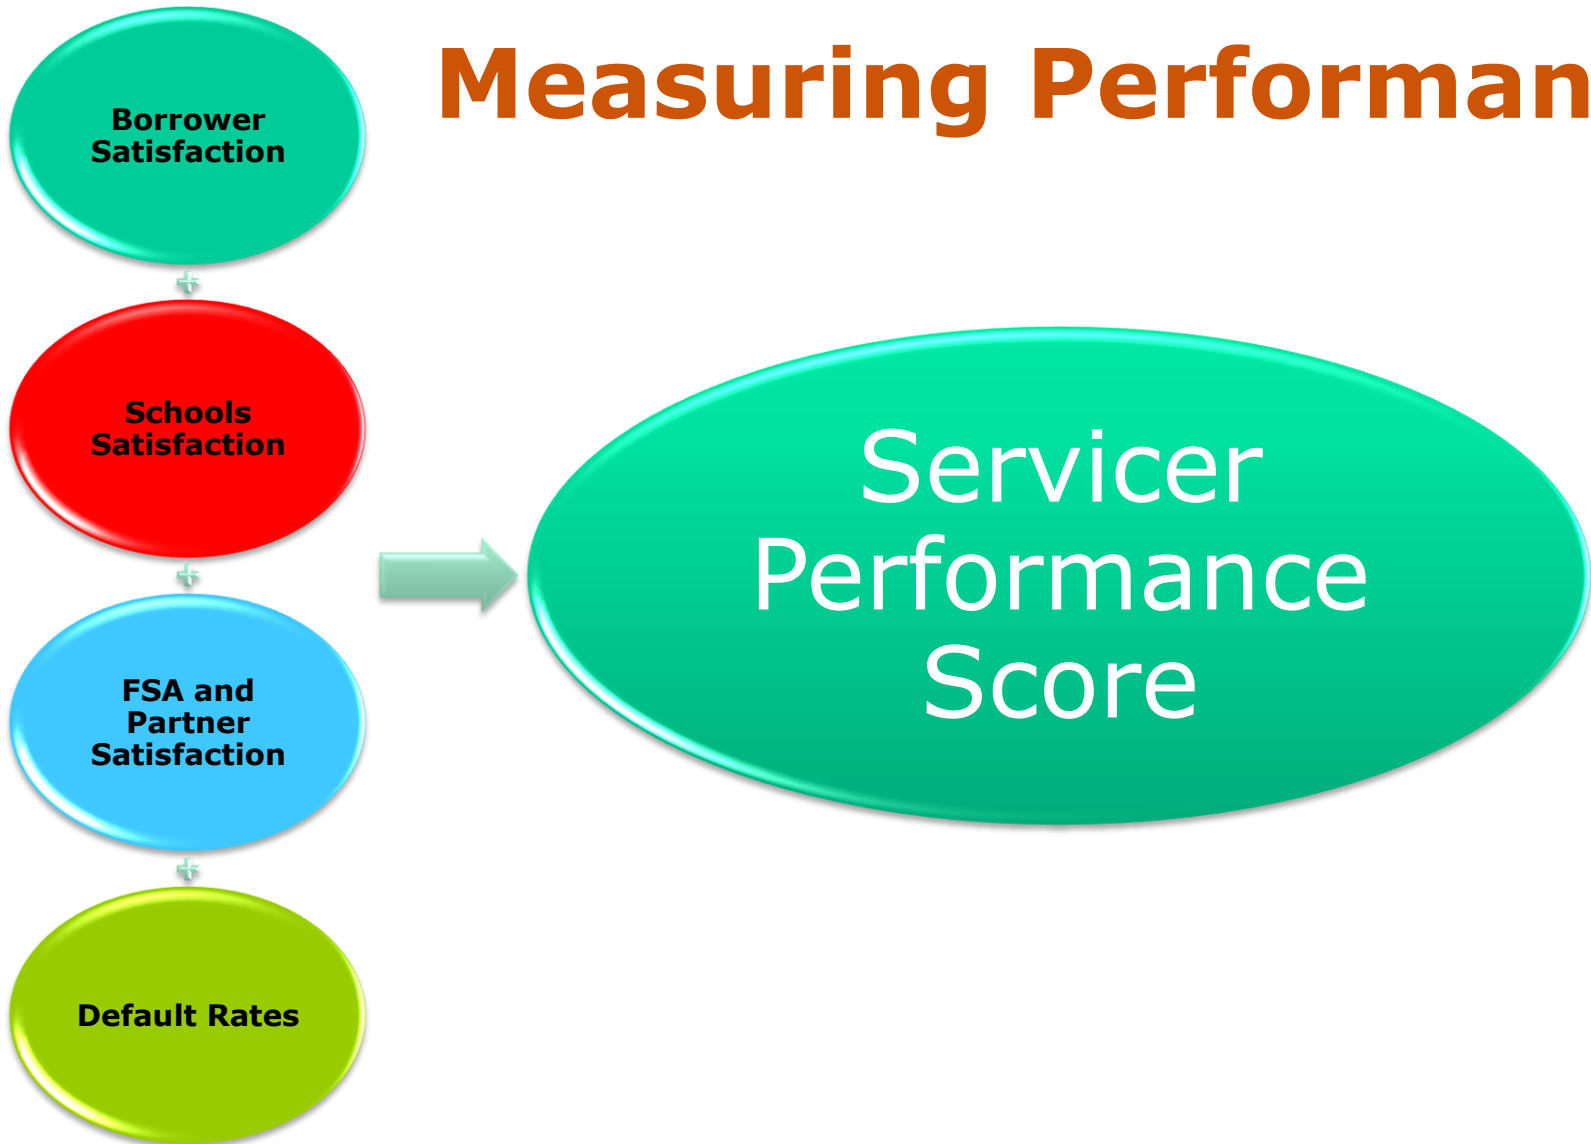 Measuring Performan
Borrower
Satisfaction
+
Schools
Satisfaction
+
FSA and
Partner
Satisfaction
+
Default Rates
Servicer
Performance
Score